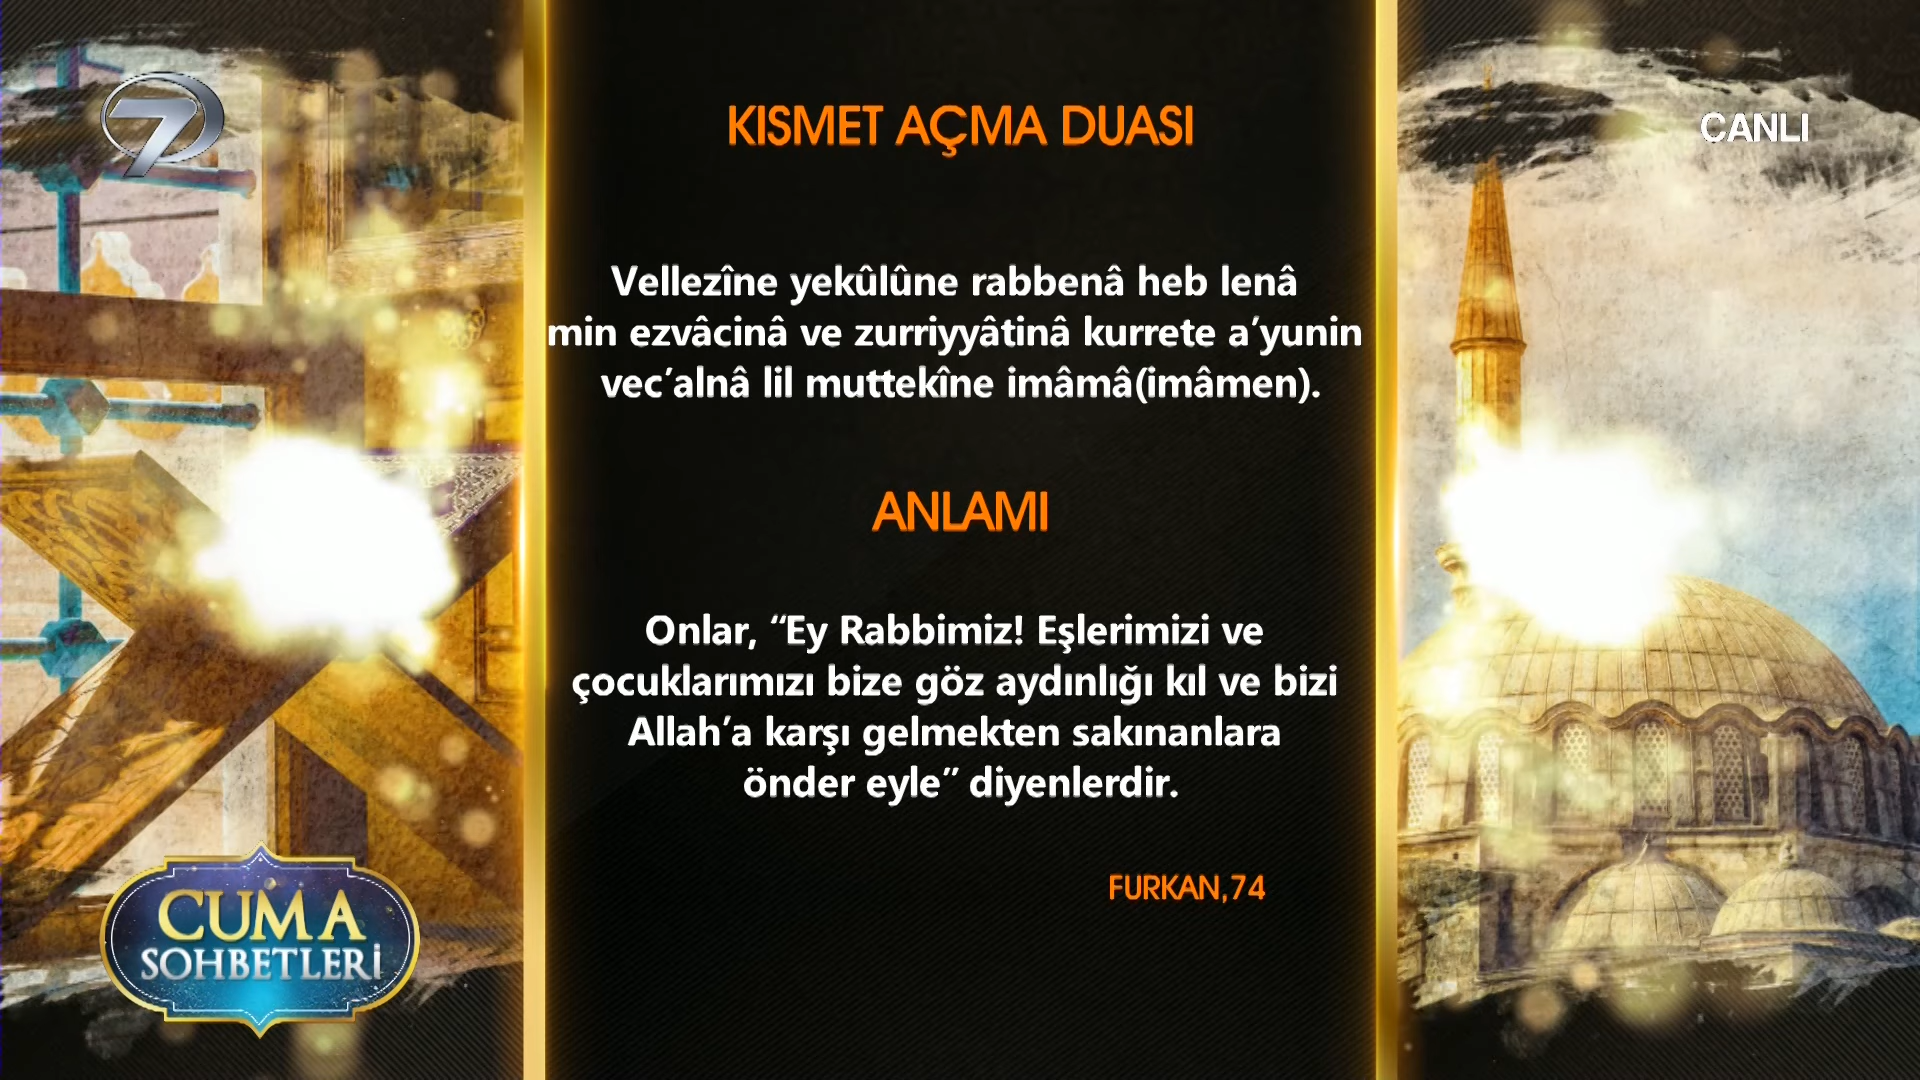 7
CANLI
KISMET AÇMA DUASI
Vellezîne yekûlûne rabbenâ heb lenâ
min ezvâcinâ ve zurriyyâtinâ kurrete a’yunin
vec’alnâ lil muttekîne imâmâ(imâmen).
ANLAMI
Onlar, “Ey Rabbimiz! Eşlerimizi ve
çocuklarımızı bize göz aydınlığı kıl ve bizi
Allah’a karşı gelmekten sakınanlara
önder eyle” diyenlerdir.
FURKAN,74
CUMA
SOHBETLERİ